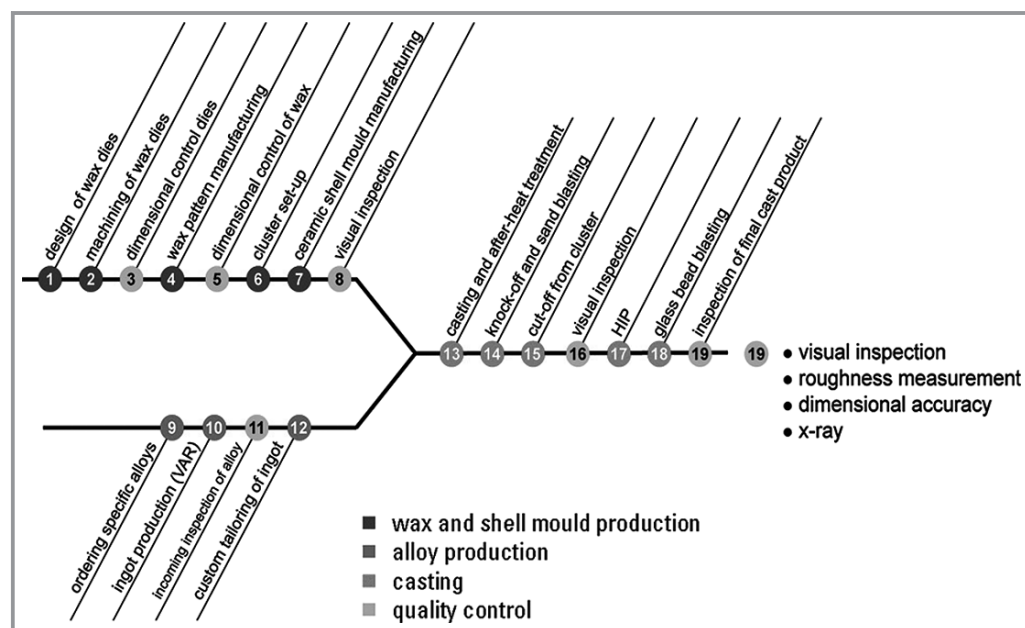 design of wax dies
machining of wax dies
dimensional control dies
wax pattern manufacturing
dimensional control of wax
cluster set-up
ceramic shell mould manufacturing
visual inspection
1 2 3 4 5 6 7 8
casting and after-heat treatment
knock-off and sand blasting
cut-off from cluster
visual inspection
HIP
glass bead blasting
inspection of final cast product
13 14 15 16 17 18 19
19
• visual inspection
• roughness measurement
• dimensional accuracy
• x-ray
9 10 11 12
ordering specific alloys
ingot production (VAR)
incoming inspection of alloy
custom tailoring of ingot
wax and shell mould production
alloy production
casting
quality control